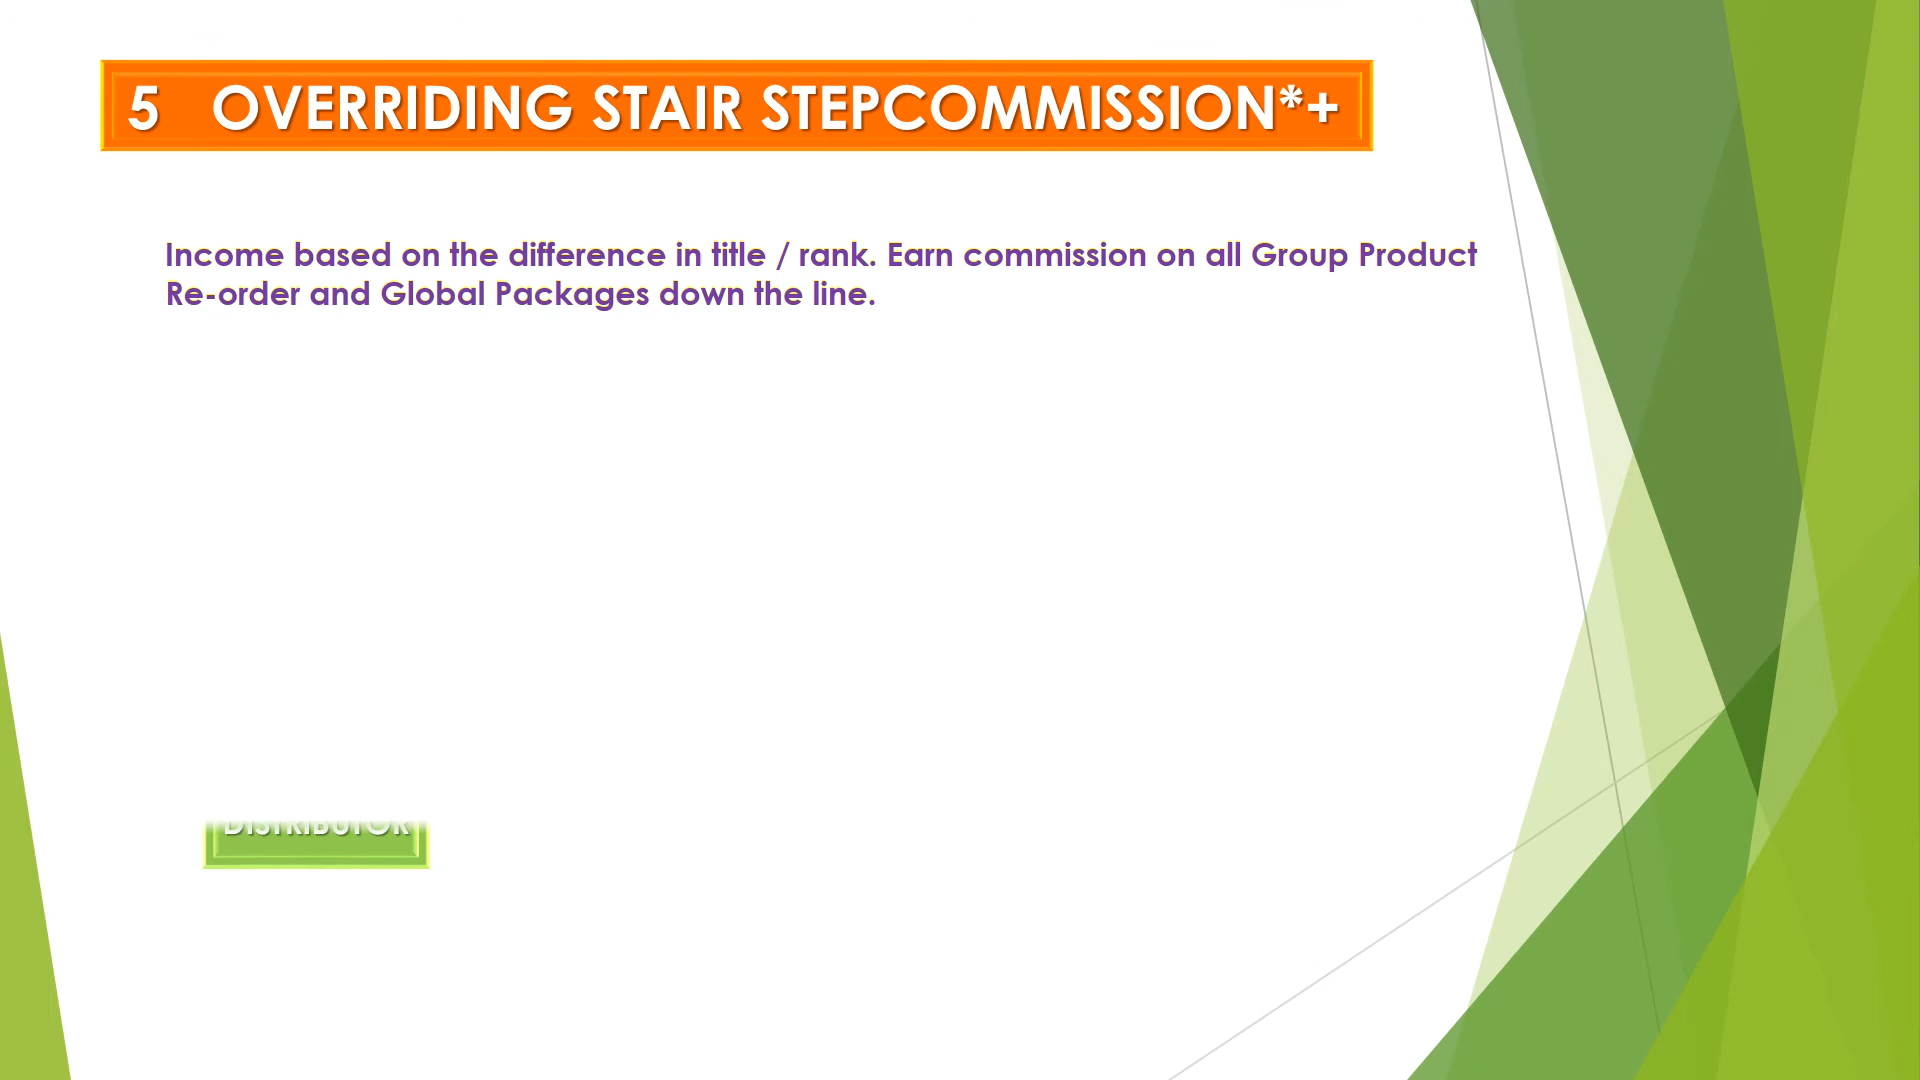 5 OVERRIDING STAIR STEPCOMMISSION*+
Income based on the difference in title / rank. Earn commission on all Group Product
Re-order and Global Packages down the line.
DISTRIBUTOR